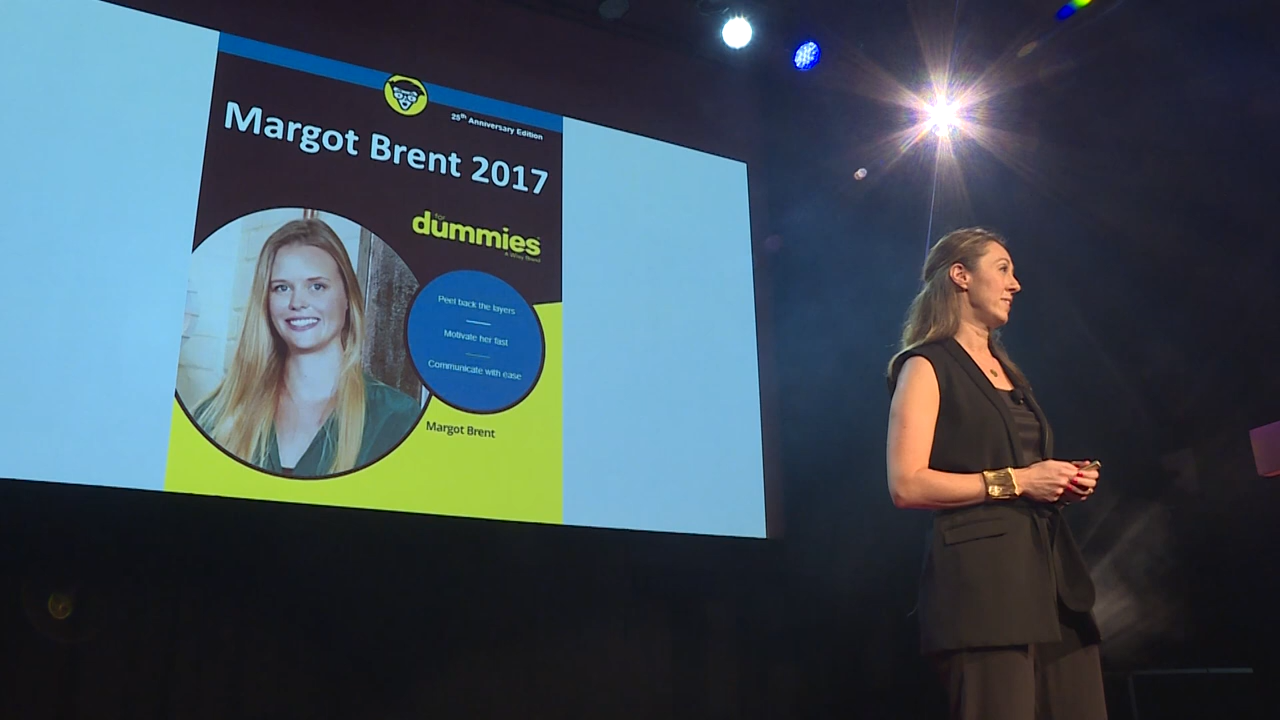 25th Anniversary Edition
Margot Brent 2017
for
dummies
A Wiley Brand
Peel back the layers
Motivate her fast
Communicate with ease
Margot Brent